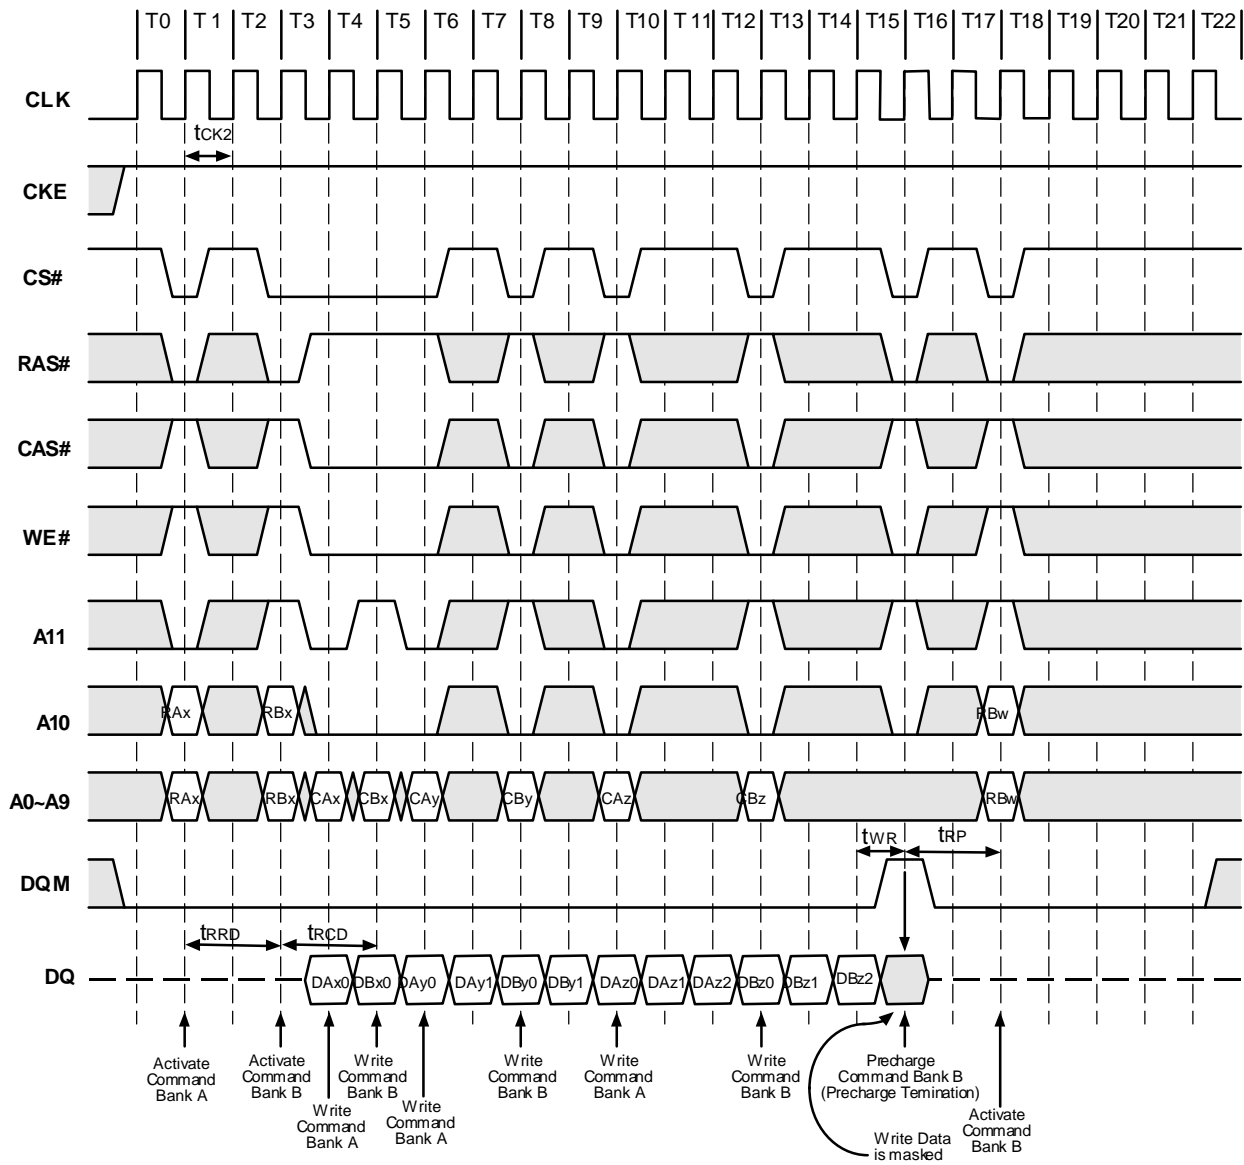 T0 T1 T2 T3 T4 T5 T6 T7 T8 T9 T10 T11 T12 T13 T14 T15 T16 T17 T18 T19 T20 T21 T22
CLK
tCK2
CKE
CS#
RAS#
CAS#
WE#
A11
A10 RAx RBx RBw
A0~A9 RAx RBx CAx CBx CAy CBy CAz CBz RBw
tWR tRP
DQM
tRRD tRCD
DQ DAx0 DBx0 DAy0 DAy1 DBy0 DBy1 DAz0 DAz1 DAz2 DBz0 DBz1 DBz2
Activate
Command
Bank A
Activate
Command
Bank B
Write
Command
Bank A
Write
Command
Bank B
Write
Command
Bank A
Write
Command
Bank B
Write
Command
Bank A
Write
Command
Bank B
Precharge
Command Bank B
(Precharge Temination)
Write Data
is masked
Activate
Command
Bank B